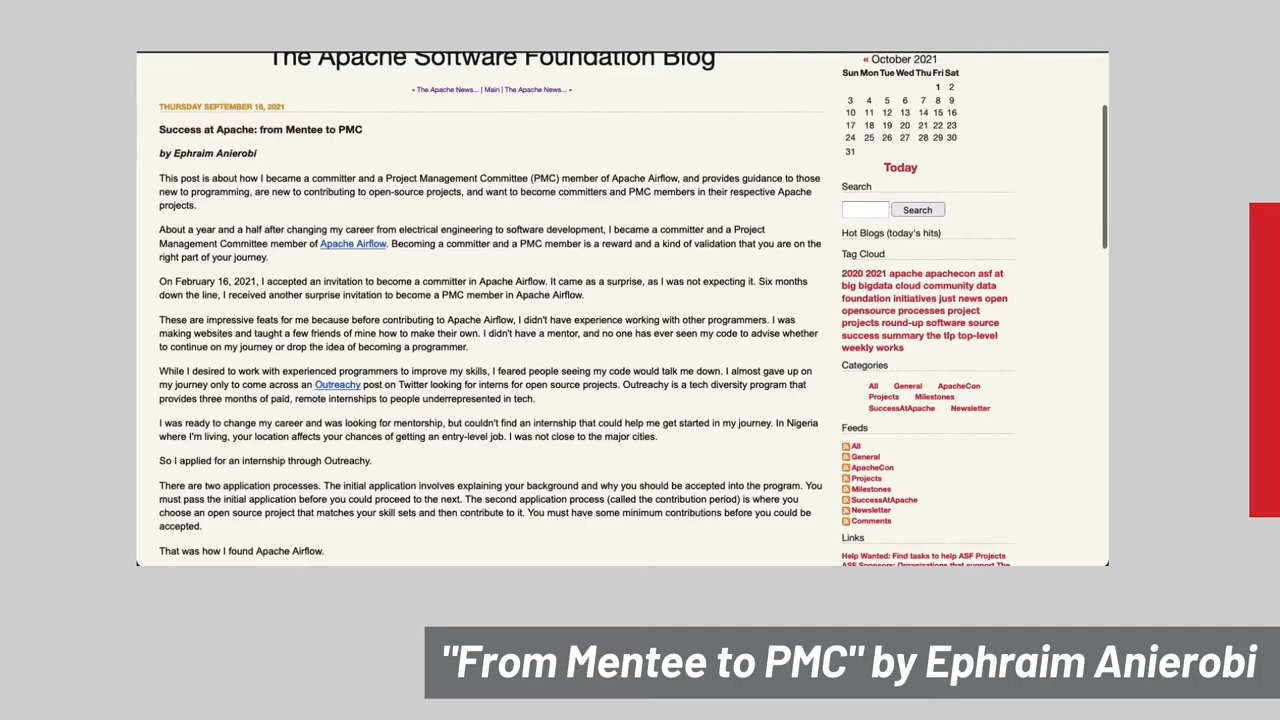 The Apache Software Foundation Blog
« The Apache News... | Main | The Apache News... »
THURSDAY SEPTEMBER 16, 2021
Success at Apache: from Mentee to PMC
by Ephraim Anierobi
This post is about how I became a committer and a Project Management Committee (PMC) member of Apache Airflow, and provides guidance to those
new to programming, are new to contributing to open-source projects, and want to become committers and PMC members in their respective Apache
projects.
About a year and a half after changing my career from electrical engineering to software development, I became a committer and a Project
Management Committee member of Apache Airflow. Becoming a committer and a PMC member is a reward and a kind of validation that you are on the
right part of your journey.
On February 16, 2021, I accepted an invitation to become a committer in Apache Airflow. It came as a surprise, as I was not expecting it. Six months
down the line, I received another surprise invitation to become a PMC member in Apache Airflow.
These are impressive feats for me because before contributing to Apache Airflow, I didn't have experience working with other programmers. I was
making websites and taught a few friends of mine how to make their own. I didn't have a mentor, and no one has ever seen my code to advise whether
to continue on my journey or drop the idea of becoming a programmer.
While I desired to work with experienced programmers to improve my skills, I feared people seeing my code would talk me down. I almost gave up on
my journey only to come across an Outreachy post on Twitter looking for interns for open source projects. Outreachy is a tech diversity program that
provides three months of paid, remote internships to people underrepresented in tech.
I was ready to change my career and was looking for mentorship, but couldn't find an internship that could help me get started in my journey. In Nigeria
where I'm living, your location affects your chances of getting an entry-level job. I was not close to the major cities.
So I applied for an internship through Outreachy.
There are two application processes. The initial application involves explaining your background and why you should be accepted into the program. You
must pass the initial application before you could proceed to the next. The second application process (called the contribution period) is where you
choose an open source project that matches your skill sets and then contribute to it. You must have some minimum contributions before you could be
accepted.
That was how I found Apache Airflow.
« October 2021
Sun Mon Tue Wed Thu Fri Sat
1 2
3 4 5 6 7 8 9
10 11 12 13 14 15 16
17 18 19 20 21 22 23
24 25 26 27 28 29 30
31
Today
Search
Search
Hot Blogs (today's hits)
Tag Cloud
2020 2021 apache apachecon asf at
big bigdata cloud community data
foundation initiatives just news open
opensource processes project
projects round-up software source
success summary the tlp top-level
weekly works
Categories
All General ApacheCon
Projects Milestones
SuccessAtApache Newsletter
Feeds
All
General
ApacheCon
Projects
Milestones
SuccessAtApache
Newsletter
Comments
Links
Help Wanted: Find tasks to help ASF Projects
ASF Sponsors: Organizations that support The
"From Mentee to PMC" by Ephraim Anierobi